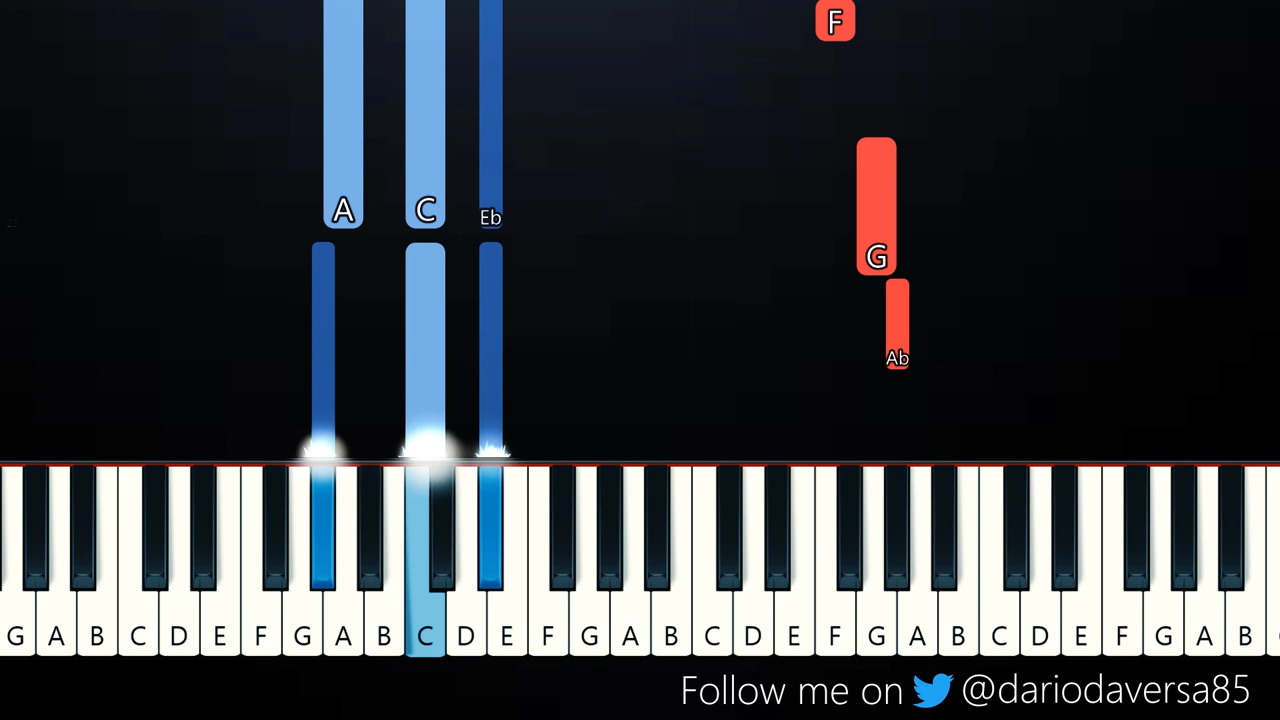 F
A C Eb
G
Ab
G A B C D E F G A B C D E F G A B C D E F G A B C D E F G A B
Follow me on @dariodaversa85